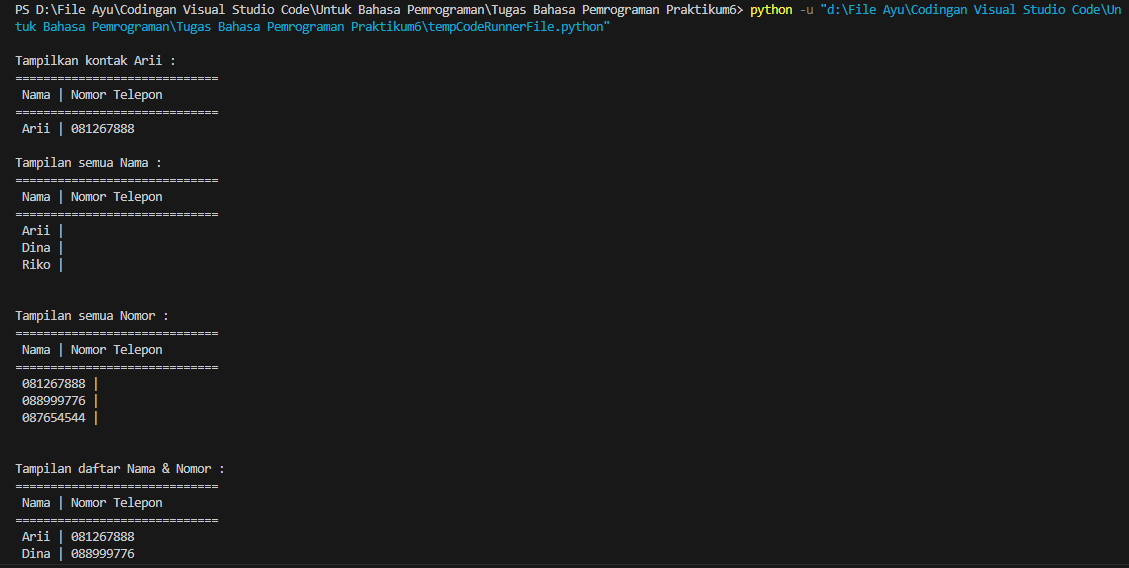 PS D:\File Ayu\Codingan Visual Studio Code\Untuk Bahasa Pemrograman\Tugas Bahasa Pemrograman Praktikum6> python -u "d:\File Ayu\Codingan Visual Studio Code\Un
tuk Bahasa Pemrograman\Tugas Bahasa Pemrograman Praktikum6\tempCodeRunnerFile.python"
Tampilkan kontak Arii :
=============================
Nama | Nomor Telepon
=============================
Arii | 081267888
Tampilan semua Nama :
=============================
Nama | Nomor Telepon
=============================
Arii |
Dina |
Riko |
Tampilan semua Nomor :
=============================
Nama | Nomor Telepon
=============================
081267888 |
088999776 |
087654544 |
Tampilan daftar Nama & Nomor :
=============================
Nama | Nomor Telepon
=============================
Arii | 081267888
Dina | 088999776